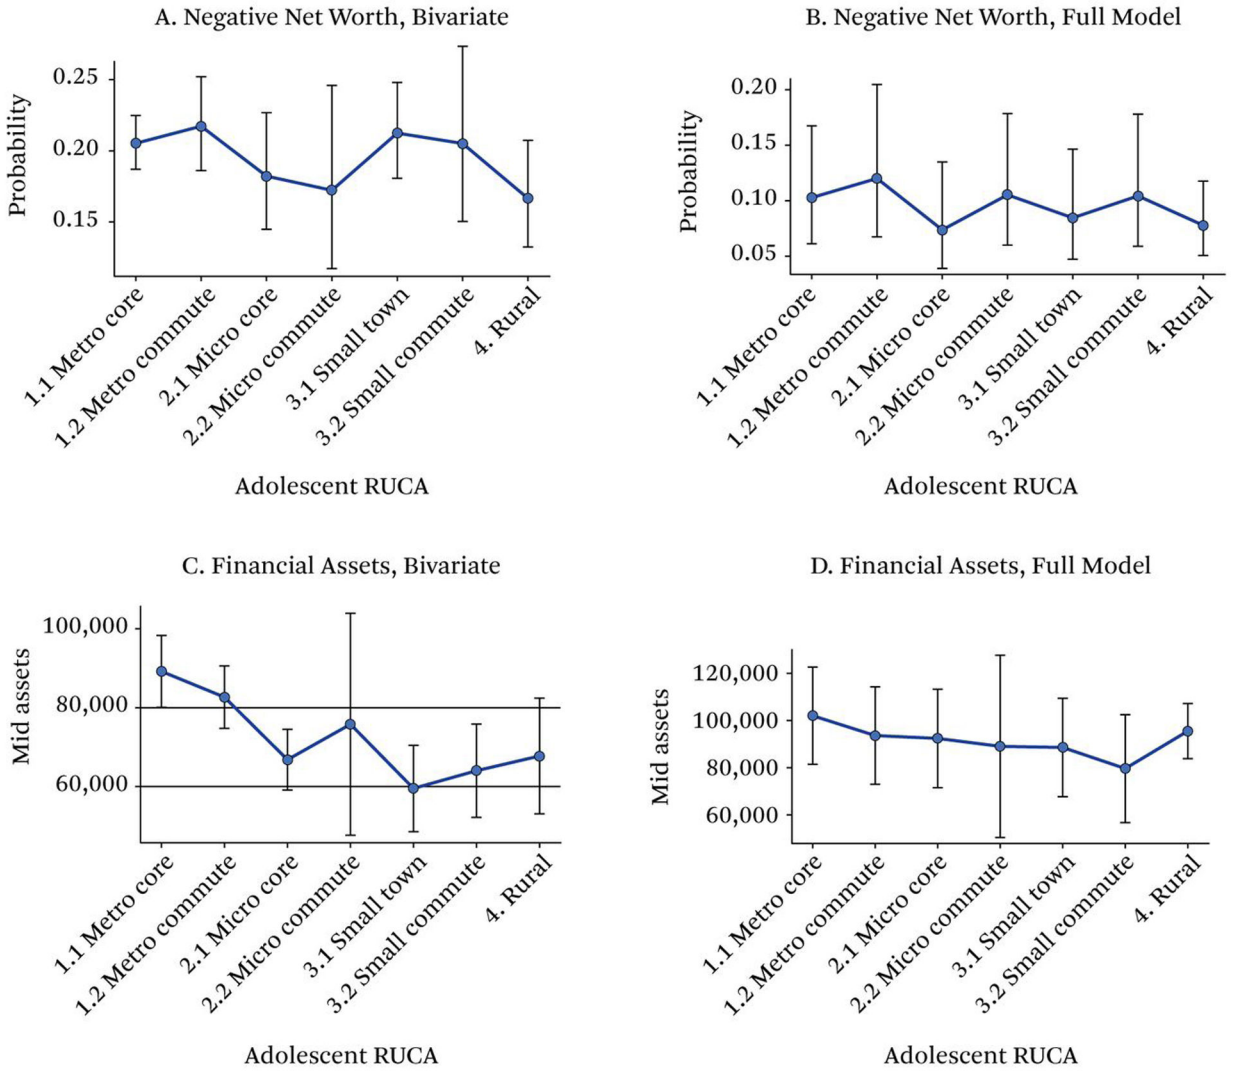 A. Negative Net Worth, Bivariate
Probability
0.25
0.20
0.15
1.1 Metro core
1.2 Metro commute
2.1 Micro core
2.2 Micro commute
3.1 Small town
3.2 Small commute
4. Rural
Adolescent RUCA
B. Negative Net Worth, Full Model
Probability
0.20
0.15
0.10
0.05
1.1 Metro core
1.2 Metro commute
2.1 Micro core
2.2 Micro commute
3.1 Small town
3.2 Small commute
4. Rural
Adolescent RUCA
C. Financial Assets, Bivariate
Mid assets
100,000
80,000
60,000
1.1 Metro core
1.2 Metro commute
2.1 Micro core
2.2 Micro commute
3.1 Small town
3.2 Small commute
4. Rural
Adolescent RUCA
D. Financial Assets, Full Model
Mid assets
120,000
100,000
80,000
60,000
1.1 Metro core
1.2 Metro commute
2.1 Micro core
2.2 Micro commute
3.1 Small town
3.2 Small commute
4. Rural
Adolescent RUCA